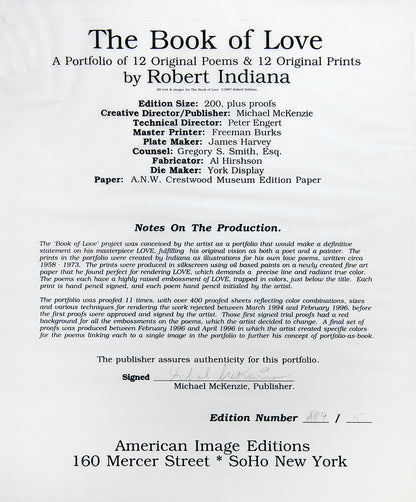 The Book of Love
A Portfolio of 12 Original Poems & 12 Original Prints
by Robert Indiana
All text & images for The Book of Love ©1997 Robert Indiana
Edition Size: 200, plus proofs
Creative Director/Publisher: Michael McKenzie
Technical Director: Peter Engert
Master Printer: Freeman Burks
Plate Maker: James Harvey
Counsel: Gregory S. Smith, Esq.
Fabricator: Al Hirshson
Die Maker: York Display
Paper: A.N.W. Crestwood Museum Edition Paper
Notes On The Production.
The 'Book of Love' project was conceived by the artist as a portfolio that would make a definitive
statement on his masterpiece LOVE, fulfilling his original vision as both a poet and a painter. The
prints in the portfolio were created by Indiana as illustrations for his own love poems, written circa
1958 - 1973. The prints were produced in silkscreen using oil based paints on a newly created fine art
paper that he found perfect for rendering LOVE, which demands a precise line and radiant true color.
The poems each have a highly raised embossment of LOVE, trapped in colors, just below the title. Each
print is hand pencil signed, and each poem hand pencil initialed by the artist.
The portfolio was proofed 11 times, with over 400 proofed sheets reflecting color combinations, sizes
and various techniques for rendering the work rejected between March 1994 and February 1996, before
the first proofs were approved and signed by the artist. Those first signed trial proofs had a red
background for all the embossments on the poems, which the artist decided to change. A final set of
proofs was produced between February 1996 and April 1996 in which the artist created specific colors
for the poems linking each to a single image in the portfolio to further his concept of portfolio-as-book.
The publisher assures authenticity for this portfolio.
Signed
Michael McKenzie, Publisher.
Edition Number / 15
American Image Editions
160 Mercer Street * SoHo New York